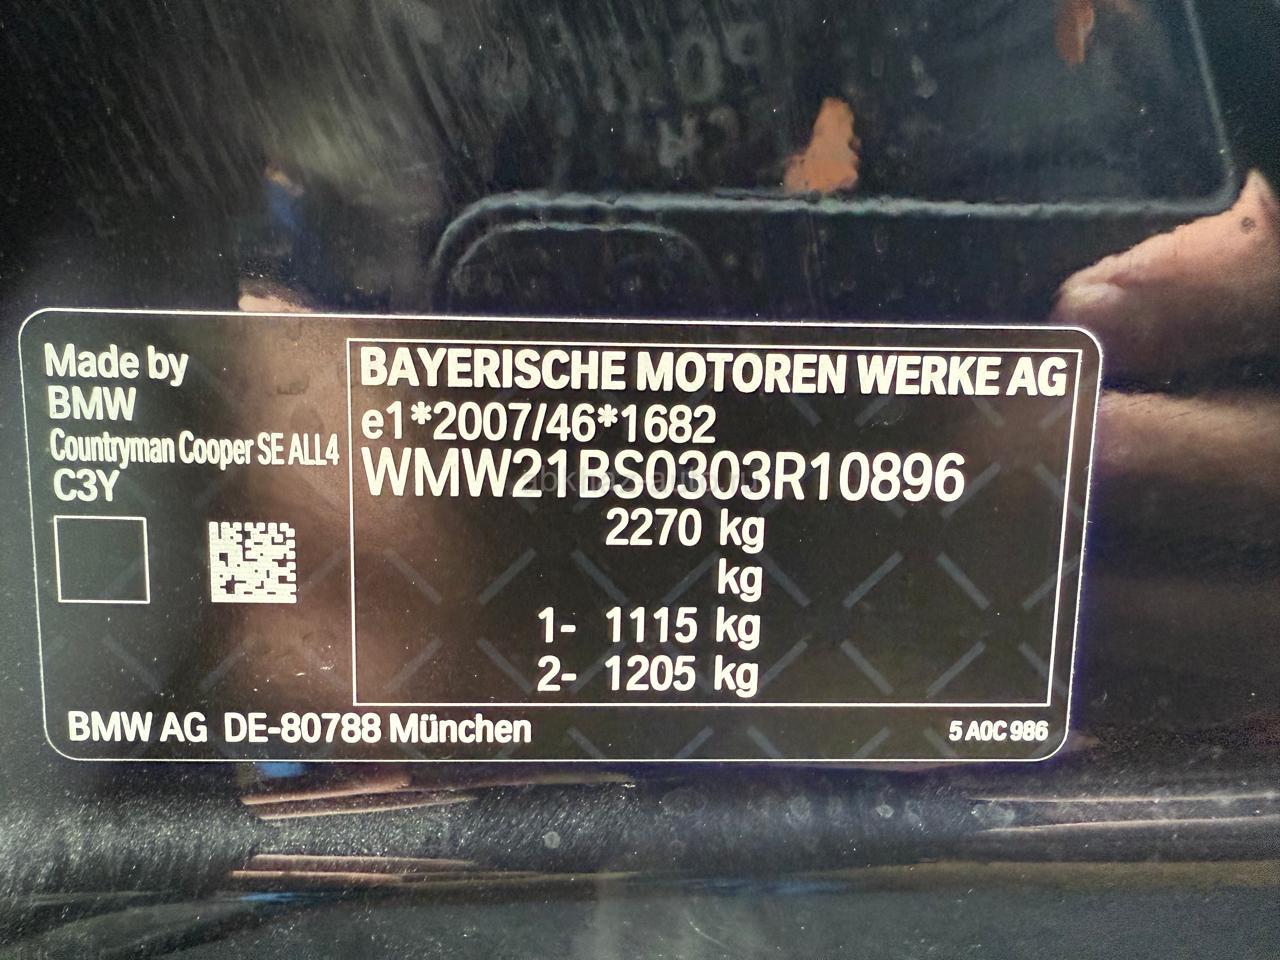 Made by
BMW
Countryman Cooper SE ALL4
C3Y
BAYERISCHE MOTOREN WERKE AG
e1*2007/46*1682
WMW21BS0303R10896
2270 kg
kg
1- 1115 kg
2- 1205 kg
BMW AG DE-80788 München
5 A0C 986